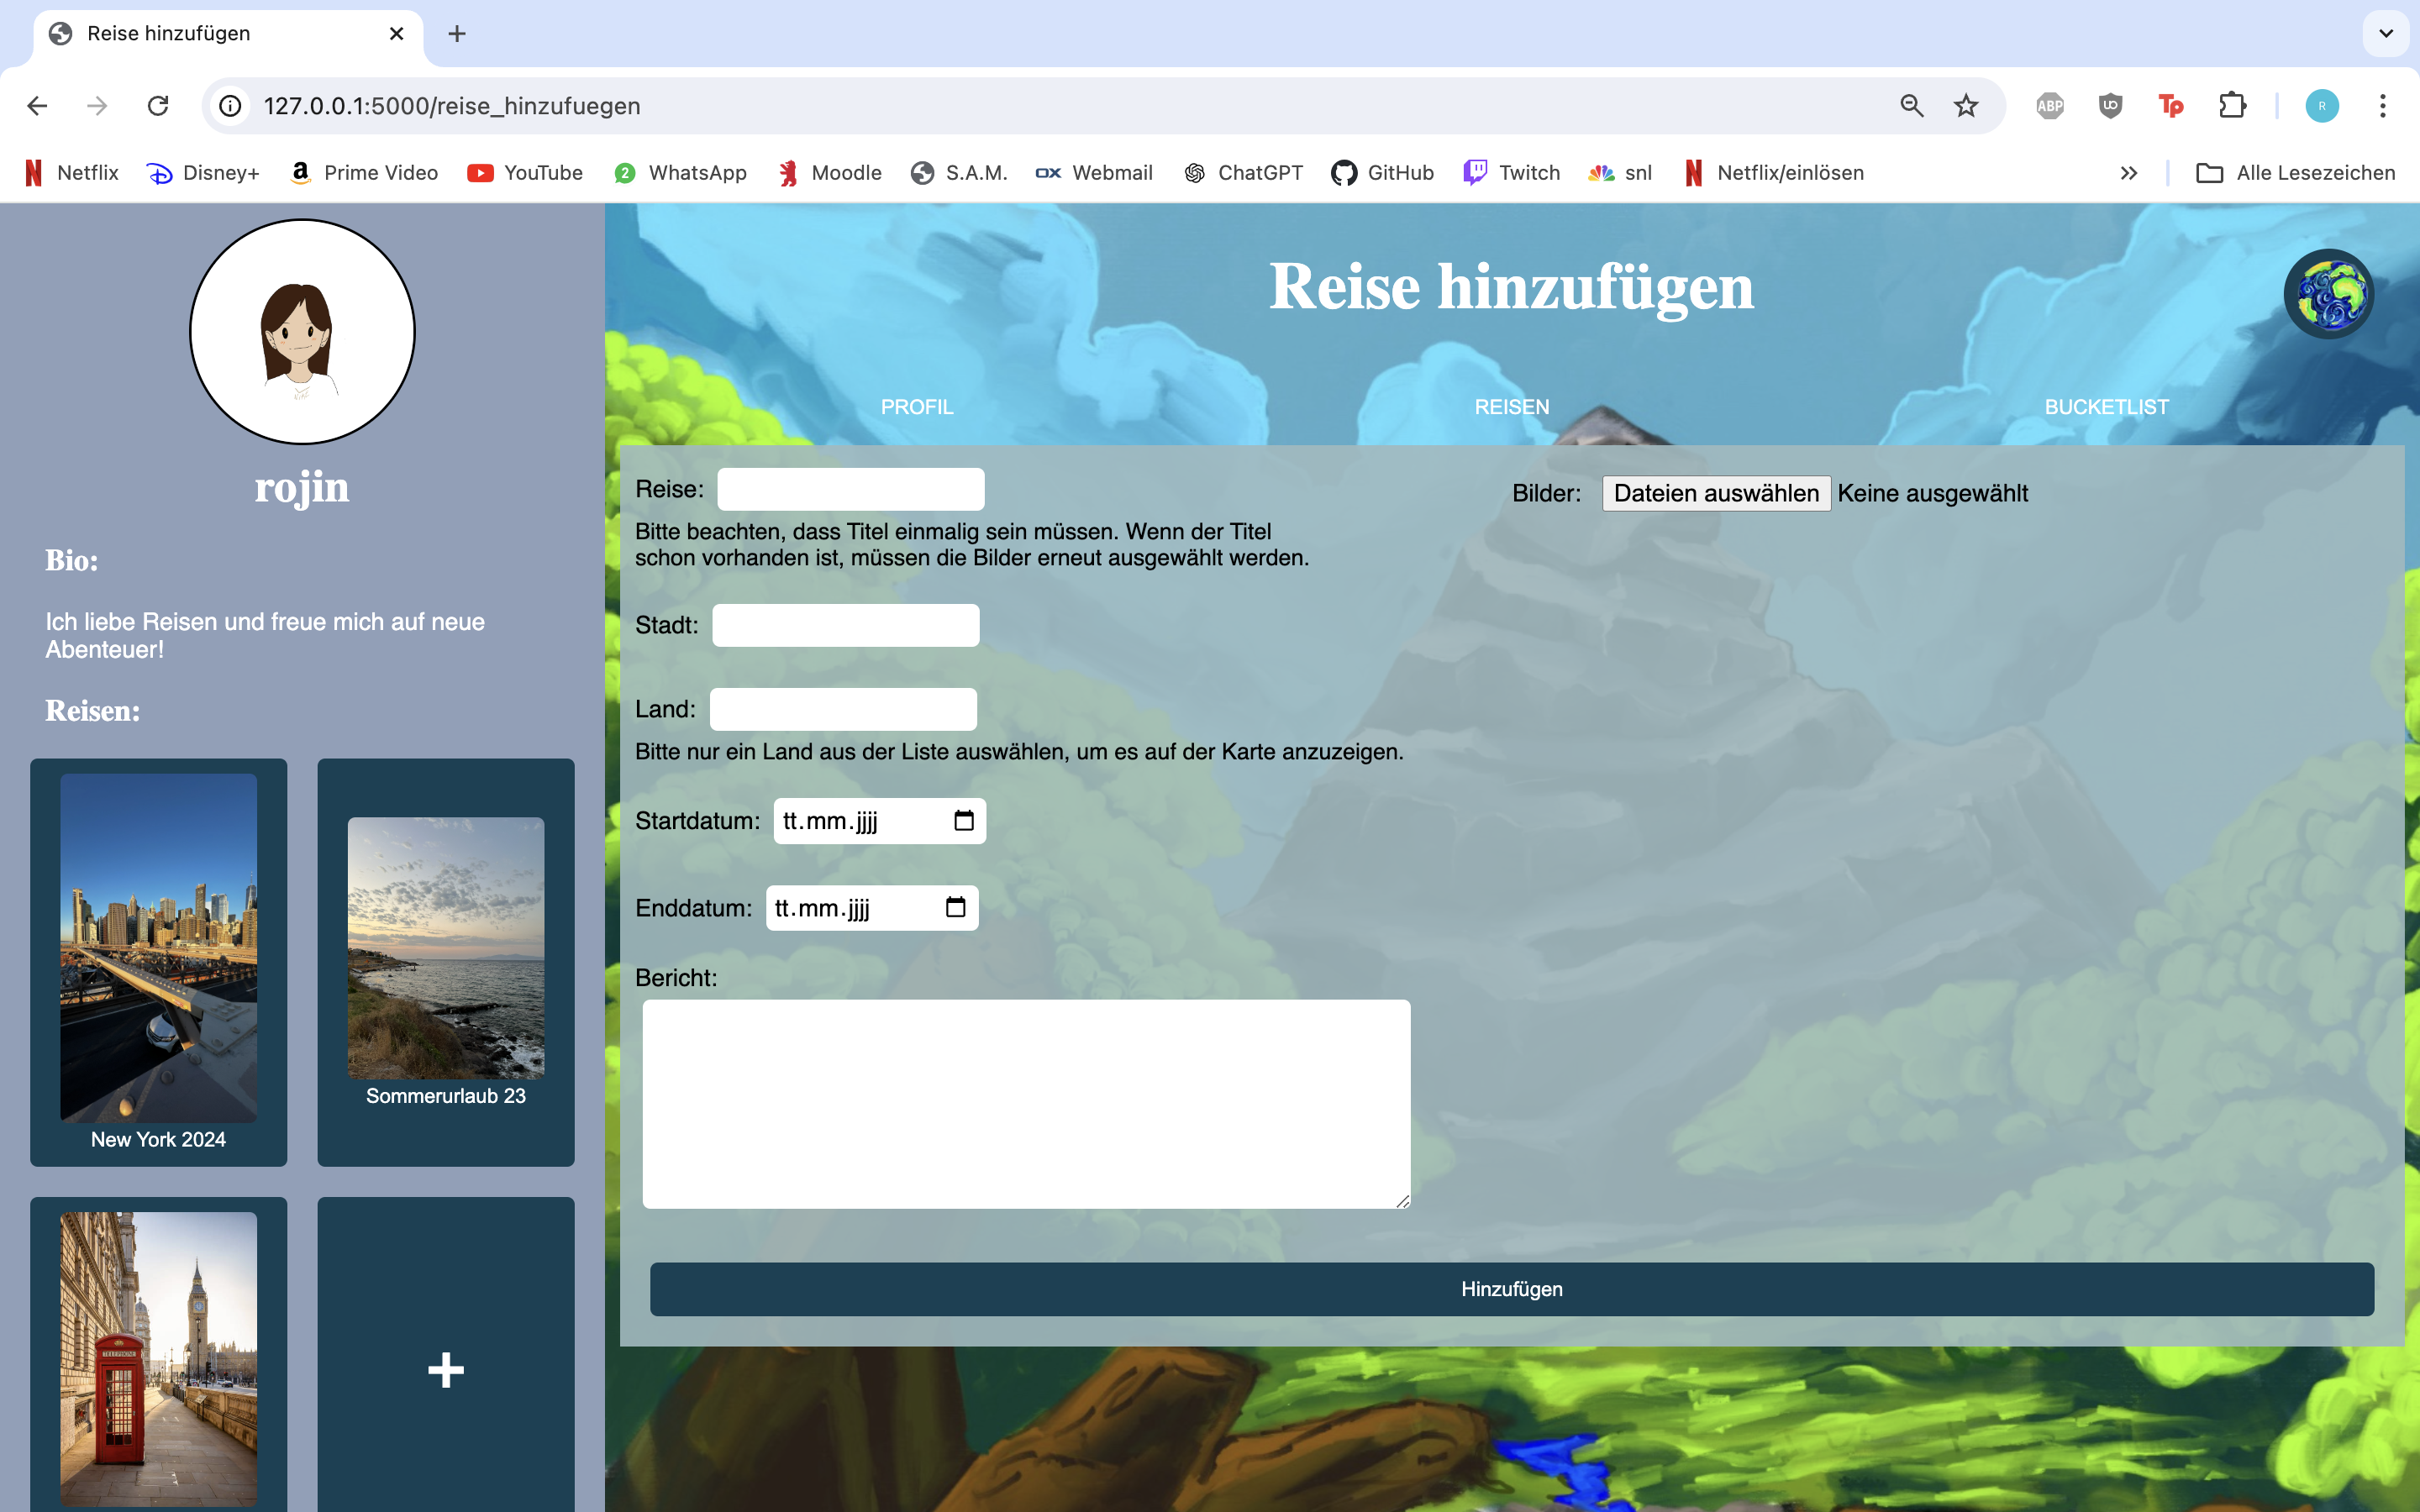 Reise hinzufügen
127.0.0.1:5000/reise_hinzufuegen
ABP
Tp
R
Netflix
Disney+
Prime Video
YouTube
2
WhatsApp
Moodle
S.A.M.
OX
Webmail
ChatGPT
GitHub
Twitch
snl
Netflix/einlösen
Alle Lesezeichen
rojin
Bio:
Ich liebe Reisen und freue mich auf neue
Abenteuer!
Reisen:
New York 2024
Sommerurlaub 23
TELEPHONE
+
Reise hinzufügen
PROFIL
REISEN
BUCKETLIST
Reise:
Bitte beachten, dass Titel einmalig sein müssen. Wenn der Titel
schon vorhanden ist, müssen die Bilder erneut ausgewählt werden.
Stadt:
Land:
Bitte nur ein Land aus der Liste auswählen, um es auf der Karte anzuzeigen.
Startdatum: tt.mm.jjjj
Enddatum: tt.mm.jjjj
Bericht:
Bilder: Dateien auswählen Keine ausgewählt
Hinzufügen